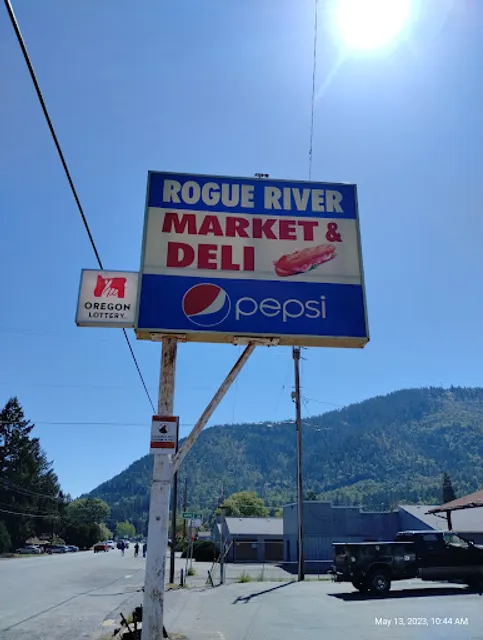 ROGUE RIVER
MARKET &
DELI
pepsi
OREGON
LOTTERY.
May 13, 2023, 10:44 AM